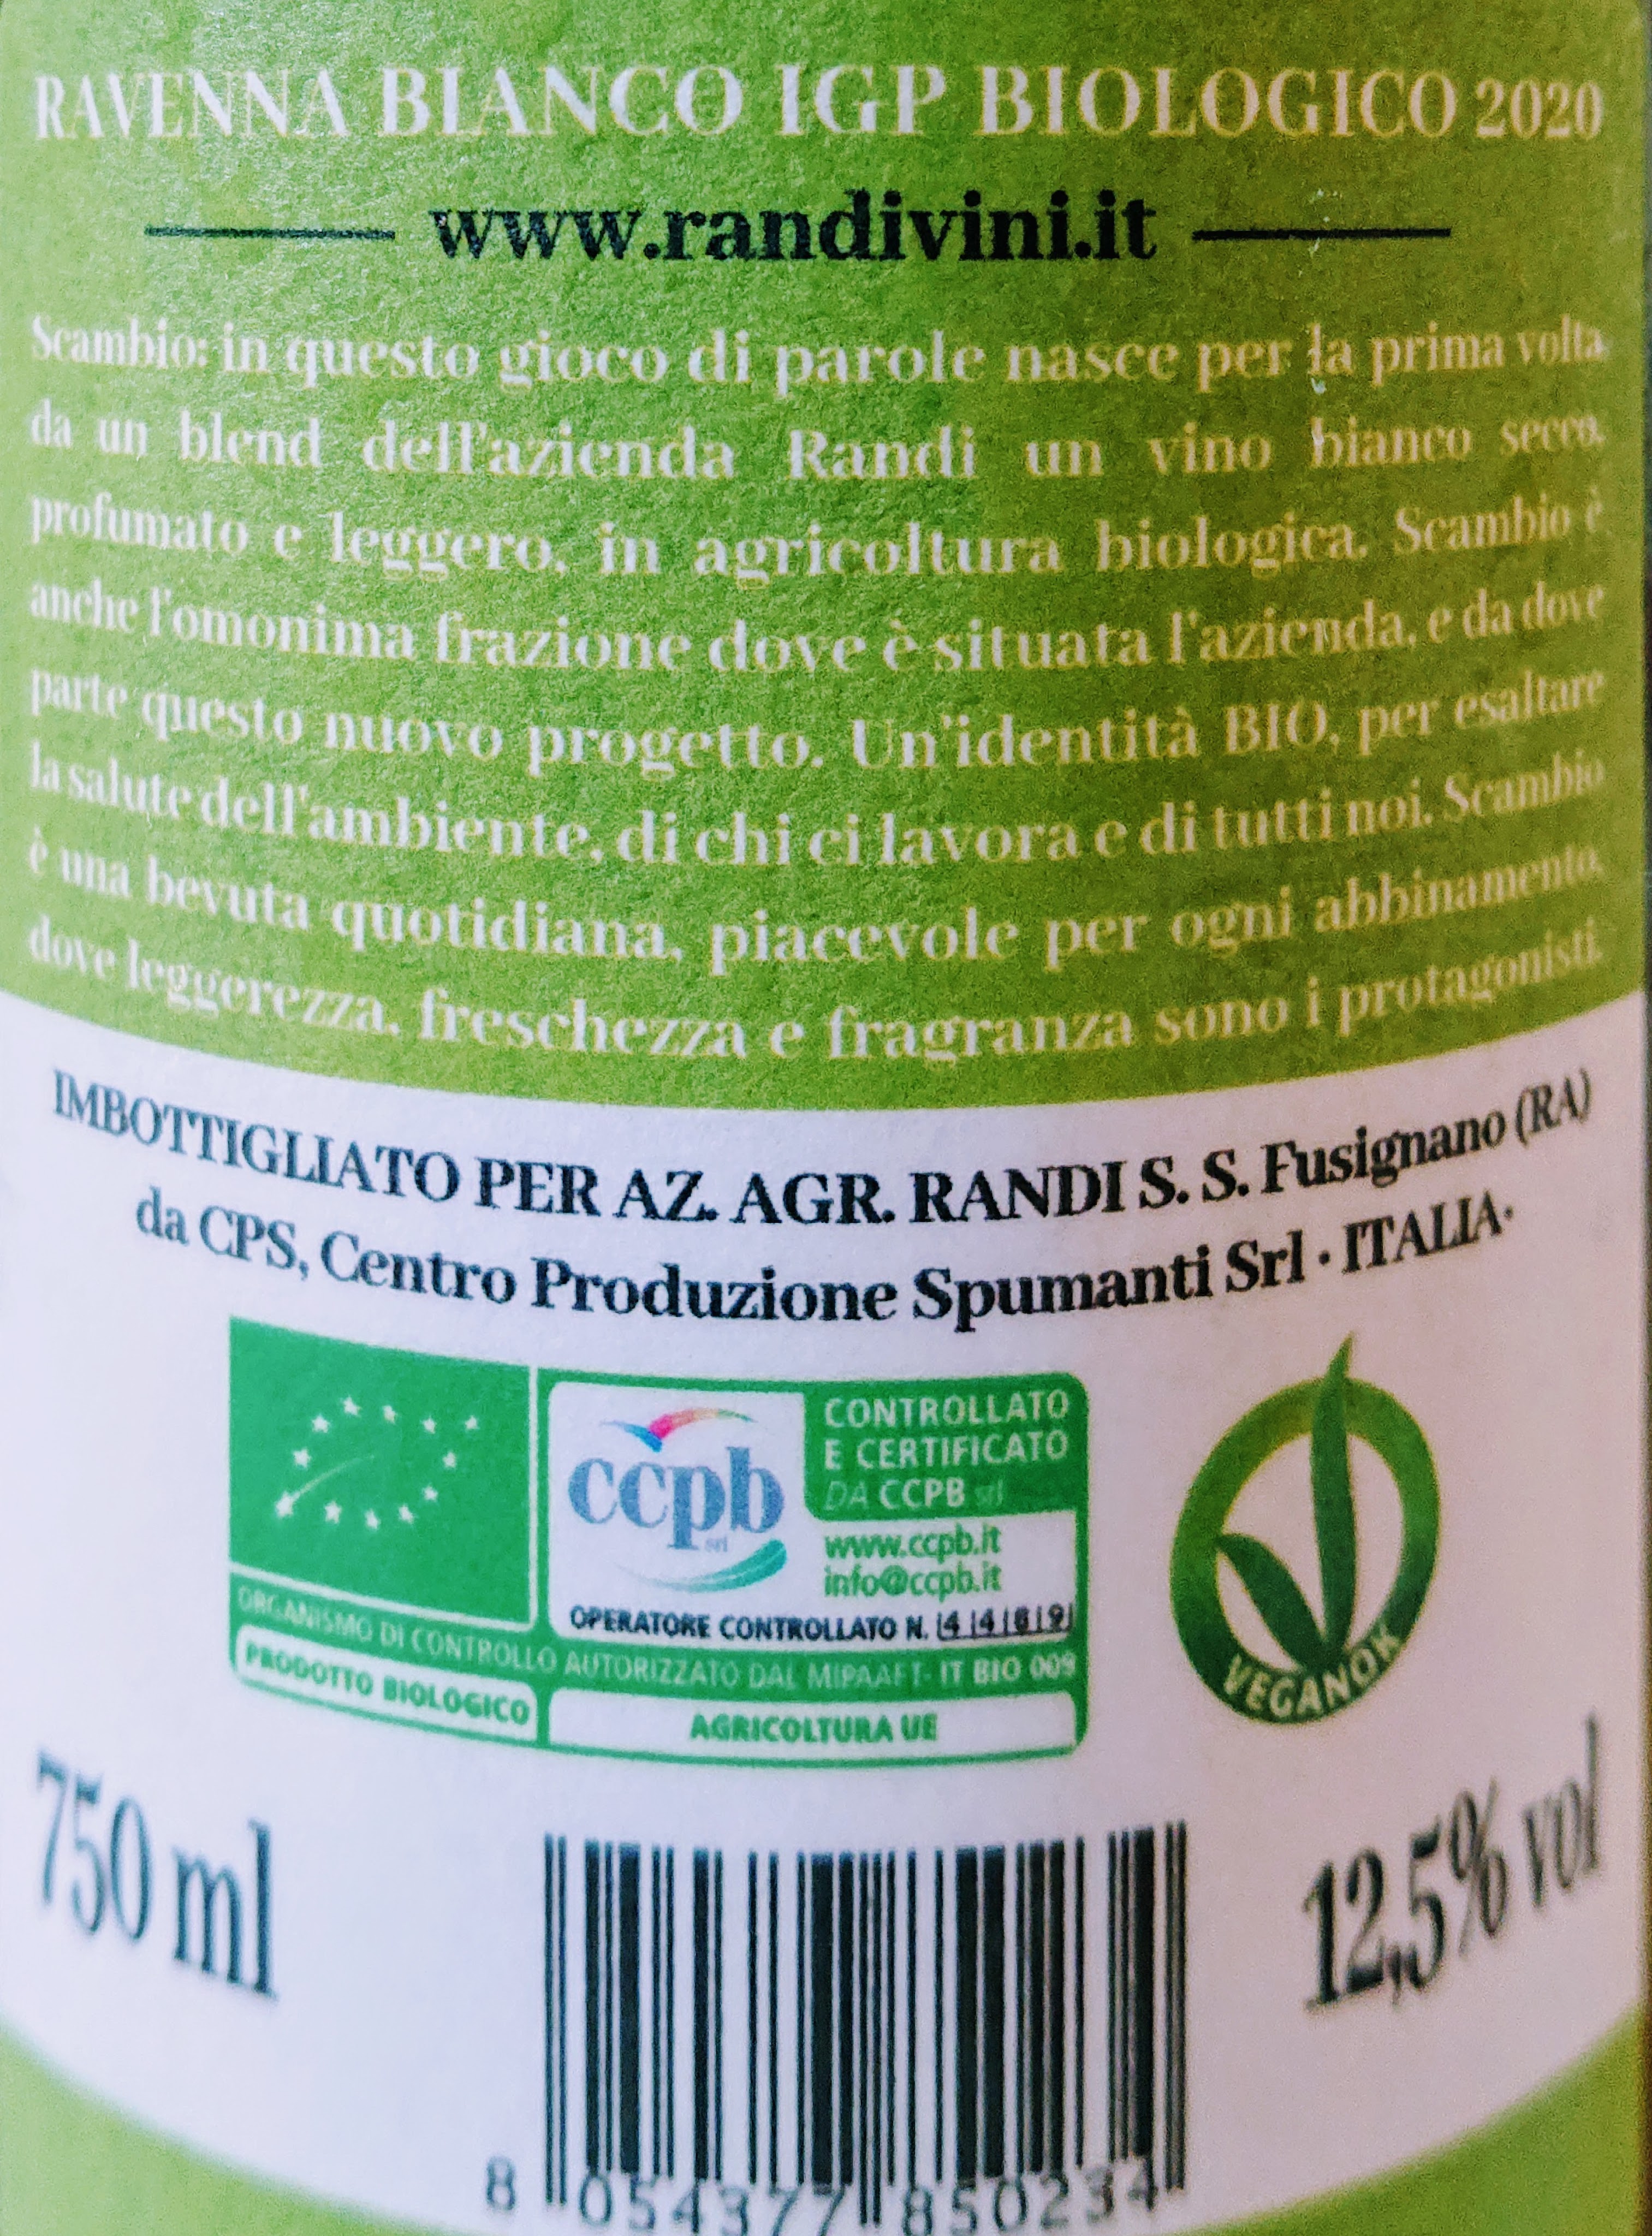 RAVENNA BIANCO IGP BIOLOGICO 2020
www.randivini.it
Scambio: in questo gioco di parole nasce per la prima volta
da un blend dell'azienda Randi un vino bianco secco,
profumato e leggero, in agricoltura biologica. Scambio è
anche l'omonima frazione dove è situata l'azienda, e da dove
parte questo nuovo progetto. Un'identità BIO, per esaltare
la salute dell'ambiente, di chi ci lavora e di tutti noi. Scambio
è una bevuta quotidiana, piacevole per ogni abbinamento,
dove leggerezza, freschezza e fragranza sono i protagonisti.
IMBOTTIGLIATO PER AZ. AGR. RANDI S. S. Fusignano (RA)
da CPS, Centro Produzione Spumanti Srl · ITALIA·
ccpb
srl
CONTROLLATO
E CERTIFICATO
DA CCPB srl
www.ccpb.it
info@ccpb.it
OPERATORE CONTROLLATO N. |4|4|8|9|
ORGANISMO DI CONTROLLO AUTORIZZATO DAL MIPAAFT- IT BIO 009
PRODOTTO BIOLOGICO
AGRICOLTURA UE
VEGANOK
750 ml
12,5% vol
8 054377 850234